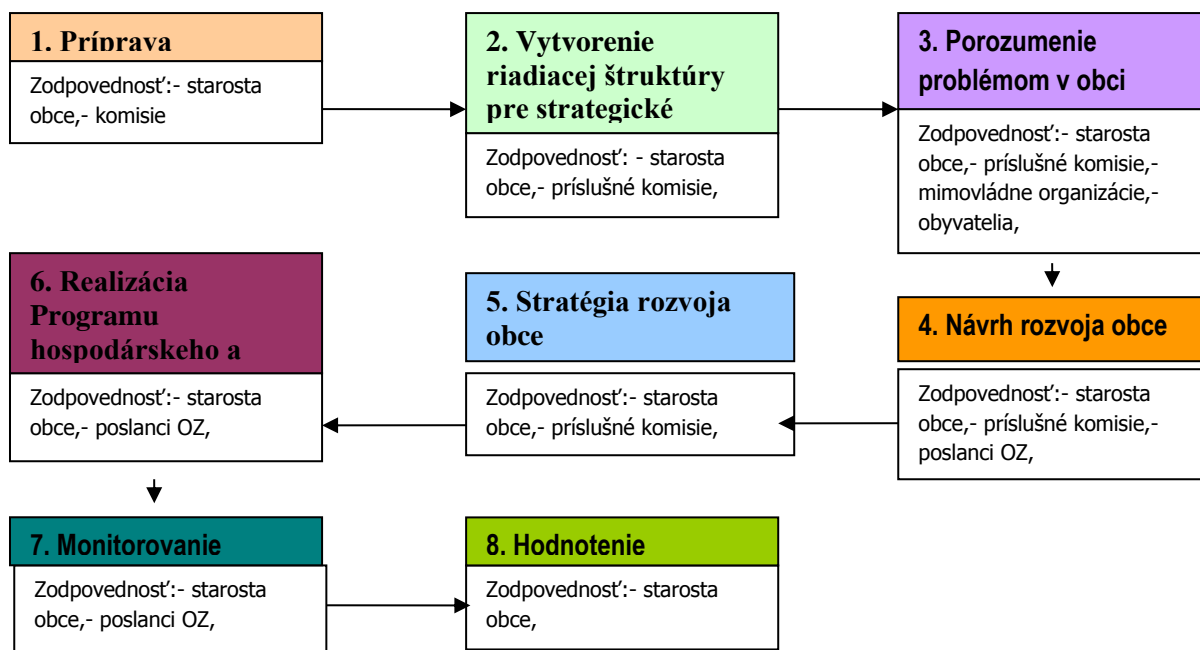 1. Príprava
Zodpovednosť:- starosta
obce,- komisie
2. Vytvorenie
riadiacej štruktúry
pre strategické
Zodpovednosť: - starosta
obce,- príslušné komisie,
3. Porozumenie
problémom v obci
Zodpovednosť:- starosta
obce,- príslušné komisie,-
mimovládne organizácie,-
obyvatelia,
4. Návrh rozvoja obce
Zodpovednosť:- starosta
obce,- príslušné komisie,-
poslanci OZ,
5. Stratégia rozvoja
obce
Zodpovednosť:- starosta
obce,- príslušné komisie,
6. Realizácia
Programu
hospodárskeho a
Zodpovednosť:- starosta
obce,- poslanci OZ,
7. Monitorovanie
Zodpovednosť:- starosta
obce,- poslanci OZ,
8. Hodnotenie
Zodpovednosť:- starosta
obce,